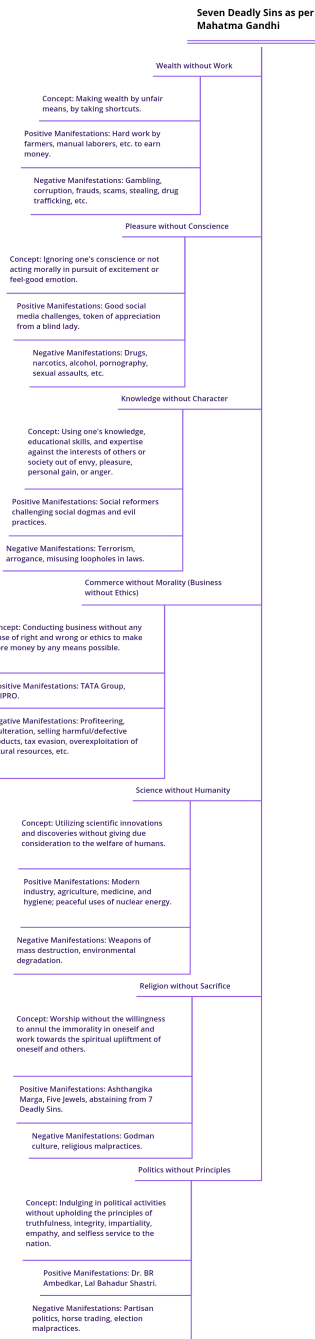 Seven Deadly Sins as per
Mahatma Gandhi
Wealth without Work
Concept: Making wealth by unfair
means, by taking shortcuts.
Positive Manifestations: Hard work by
farmers, manual laborers, etc. to earn
money.
Negative Manifestations: Gambling,
corruption, frauds, scams, stealing, drug
trafficking, etc.
Pleasure without Conscience
Concept: Ignoring one's conscience or not
acting morally in pursuit of excitement or
feel-good emotion.
Positive Manifestations: Good social
media challenges, token of appreciation
from a blind lady.
Negative Manifestations: Drugs,
narcotics, alcohol, pornography,
sexual assaults, etc.
Knowledge without Character
Concept: Using one's knowledge,
educational skills, and expertise
against the interests of others or
society out of envy, pleasure,
personal gain, or anger.
Positive Manifestations: Social reformers
challenging social dogmas and evil
practices.
Negative Manifestations: Terrorism,
arrogance, misusing loopholes in laws.
Commerce without Morality (Business
without Ethics)
ncept: Conducting business without any
se of right and wrong or ethics to make
re money by any means possible.
sitive Manifestations: TATA Group,
IPRO.
gative Manifestations: Profiteering,
ulteration, selling harmful/defective
ducts, tax evasion, overexploitation of
ural resources, etc.
Science without Humanity
Concept: Utilizing scientific innovations
and discoveries without giving due
consideration to the welfare of humans.
Positive Manifestations: Modern
industry, agriculture, medicine, and
hygiene; peaceful uses of nuclear energy.
Negative Manifestations: Weapons of
mass destruction, environmental
degradation.
Religion without Sacrifice
Concept: Worship without the willingness
to annul the immorality in oneself and
work towards the spiritual upliftment of
oneself and others.
Positive Manifestations: Ashthangika
Marga, Five Jewels, abstaining from 7
Deadly Sins.
Negative Manifestations: Godman
culture, religious malpractices.
Politics without Principles
Concept: Indulging in political activities
without upholding the principles of
truthfulness, integrity, impartiality,
empathy, and selfless service to the
nation.
Positive Manifestations: Dr. BR
Ambedkar, Lal Bahadur Shastri.
Negative Manifestations: Partisan
politics, horse trading, election
malpractices.